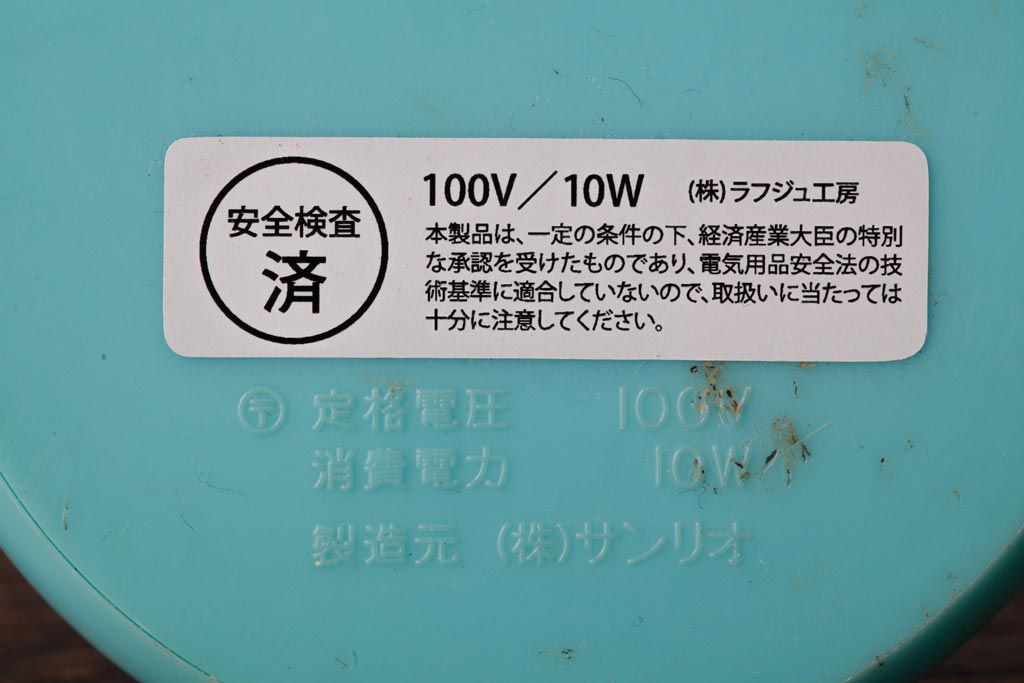 安全検査
済
100V／10W (株)ラフジュ工房
本製品は、一定の条件の下、経済産業大臣の特別
な承認を受けたものであり、電気用品安全法の技
術基準に適合していないので、取扱いに当たっては
十分に注意してください。
〶 定格電圧 100V
消費電力 10W
製造元 (株)サンリオ